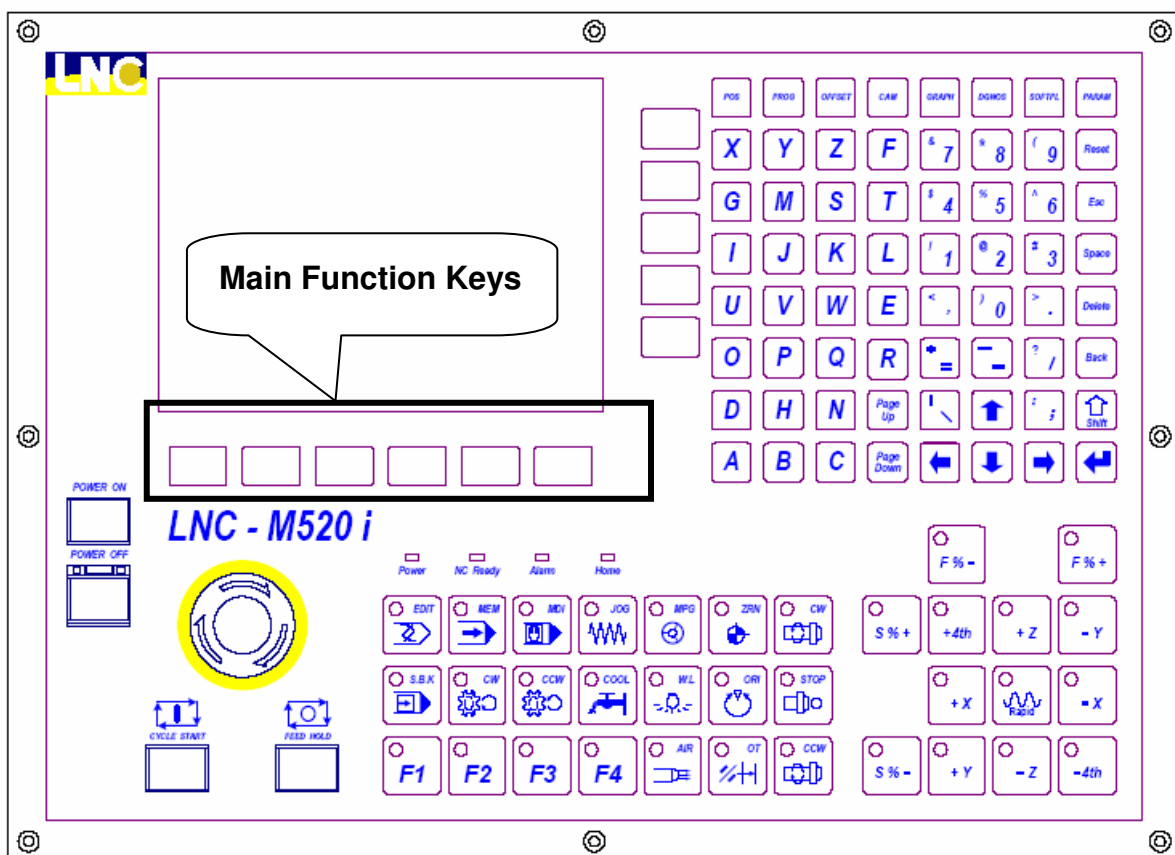 LNC
POS PROG OFFSET CAM GRAPH DGNOS SOFTPL PARAM
X Y Z F & 7 * 8 ( 9 Reset
G M S T $ 4 % 5 ^ 6 Esc
Main Function Keys
I J K L ! 1 @ 2 # 3 Space
U V W E < , ) 0 > . Delete
O P Q R + = − - ? / Back
D H N Page Up | \ : ; Shift
A B C Page Down
POWER ON
LNC - M520 i
POWER OFF
Power NC Ready Alarm Home
F % - F % +
EDIT MEM MDI JOG MPG ZRN CW
S % + +4th + Z - Y
S.B.K CW CCW COOL W.L ORI STOP
+ X Rapid - X
CYCLE START FEED HOLD
F1 F2 F3 F4 AIR OT CCW
S % - + Y - Z -4th